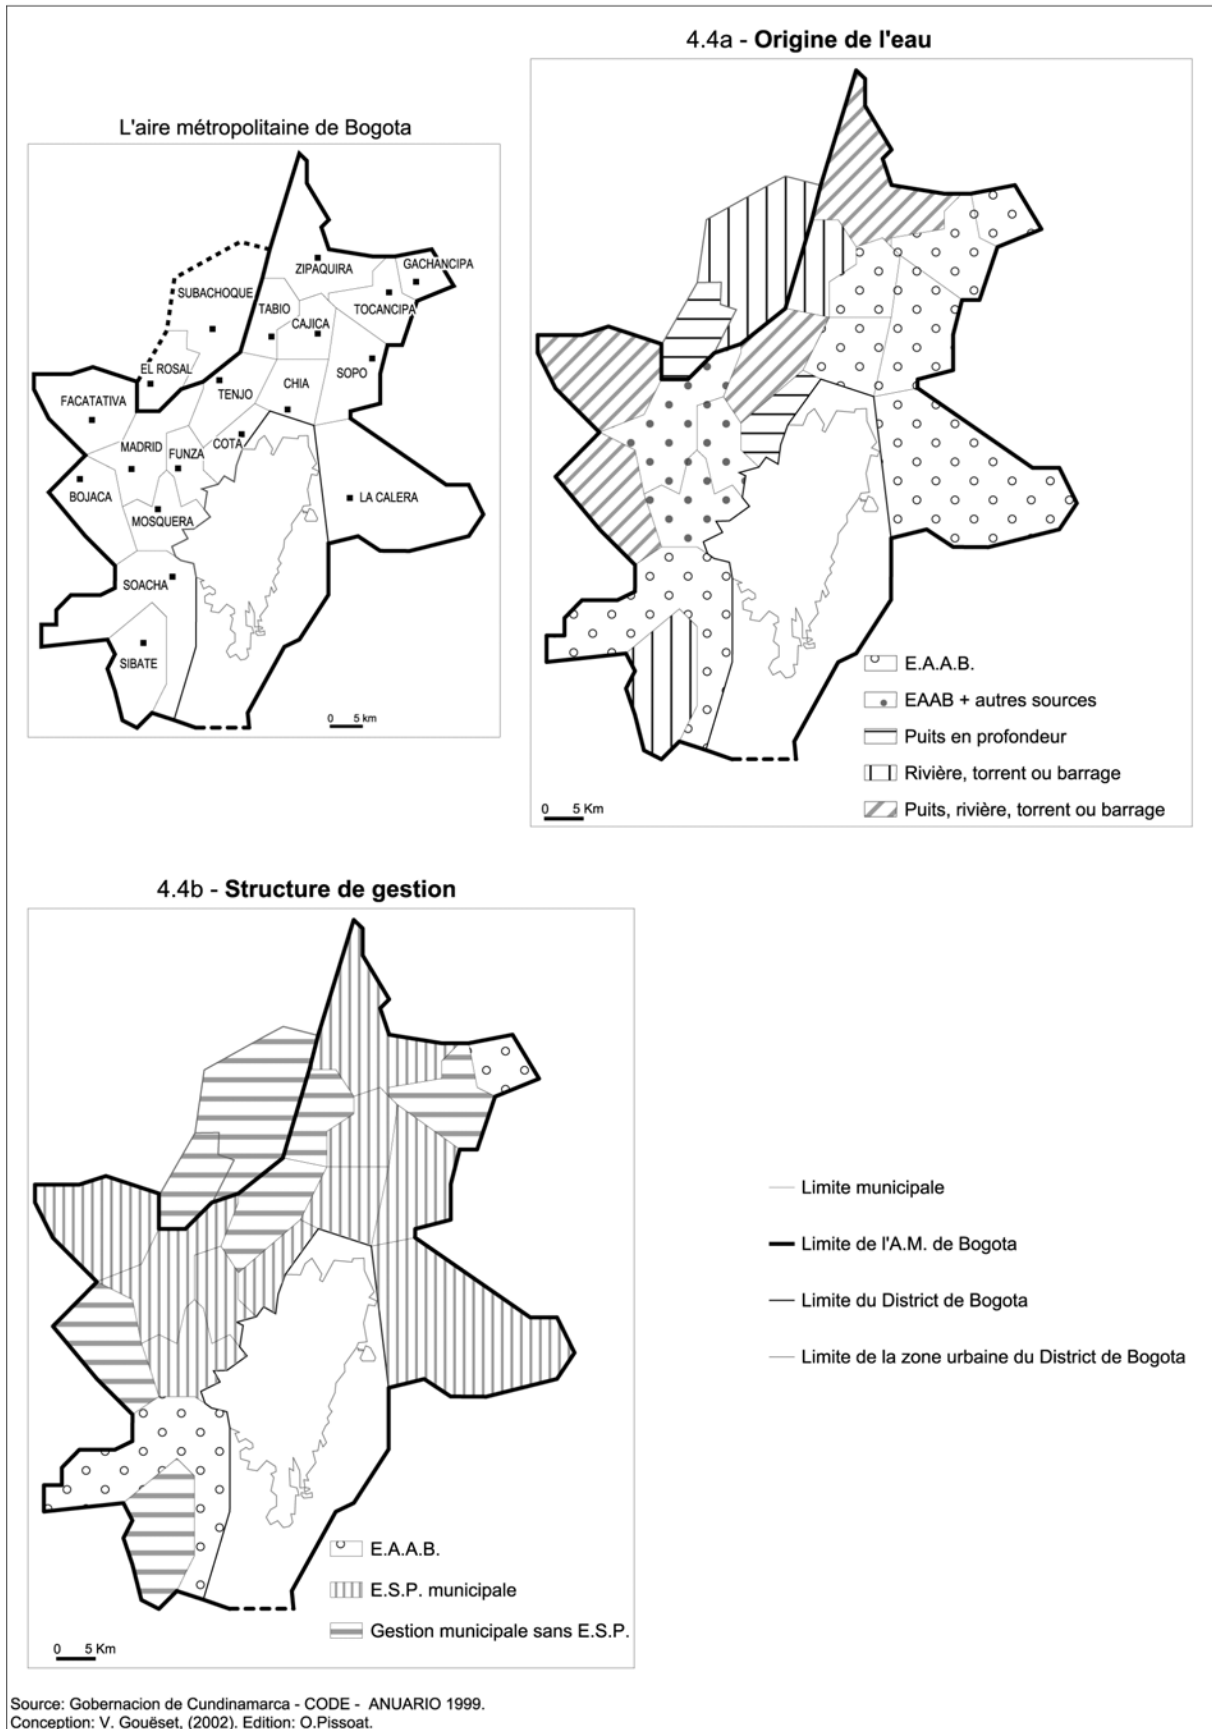 4.4a - Origine de l'eau
L'aire métropolitaine de Bogota
ZIPAQUIRA
GACHANCIPA
SUBACHOQUE
TABIO
TOCANCIPA
CAJICA
EL ROSAL
SOPO
TENJO
CHIA
FACATATIVA
COTA
MADRID
FUNZA
BOJACA
LA CALERA
MOSQUERA
SOACHA
SIBATE
0 5 km
E.A.A.B.
EAAB + autres sources
Puits en profondeur
Rivière, torrent ou barrage
Puits, rivière, torrent ou barrage
0 5 Km
4.4b - Structure de gestion
Limite municipale
Limite de l'A.M. de Bogota
Limite du District de Bogota
Limite de la zone urbaine du District de Bogota
E.A.A.B.
E.S.P. municipale
Gestion municipale sans E.S.P.
0 5 Km
Source: Gobernacion de Cundinamarca - CODE - ANUARIO 1999.
Conception: V. Gouëset, (2002). Edition: O.Pissoat.